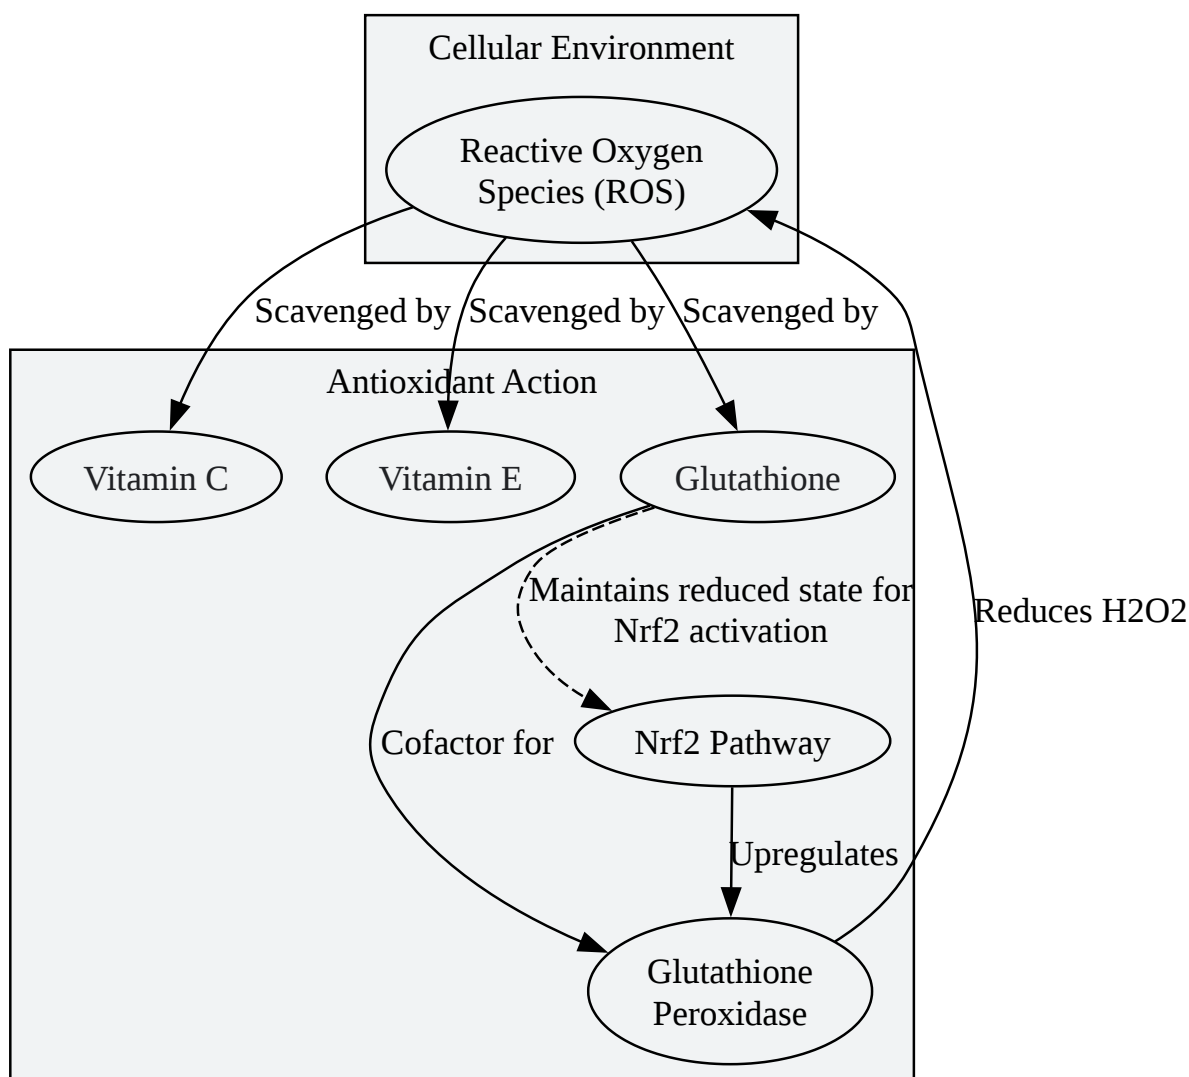 Cellular Environment
Reactive Oxygen
Species (ROS)
Scavenged by
Scavenged by
Scavenged by
Antioxidant Action
Vitamin C
Vitamin E
Glutathione
Maintains reduced state for
Nrf2 activation
Reduces H2O2
Cofactor for
Nrf2 Pathway
Upregulates
Glutathione
Peroxidase